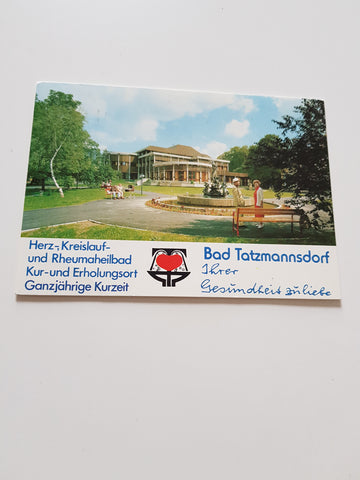 Herz-, Kreislauf-
und Rheumaheilbad
Kur- und Erholungsort
Ganzjährige Kurzeit
Bad Tatzmannsdorf
Ihrer
Gesundheit zuliebe